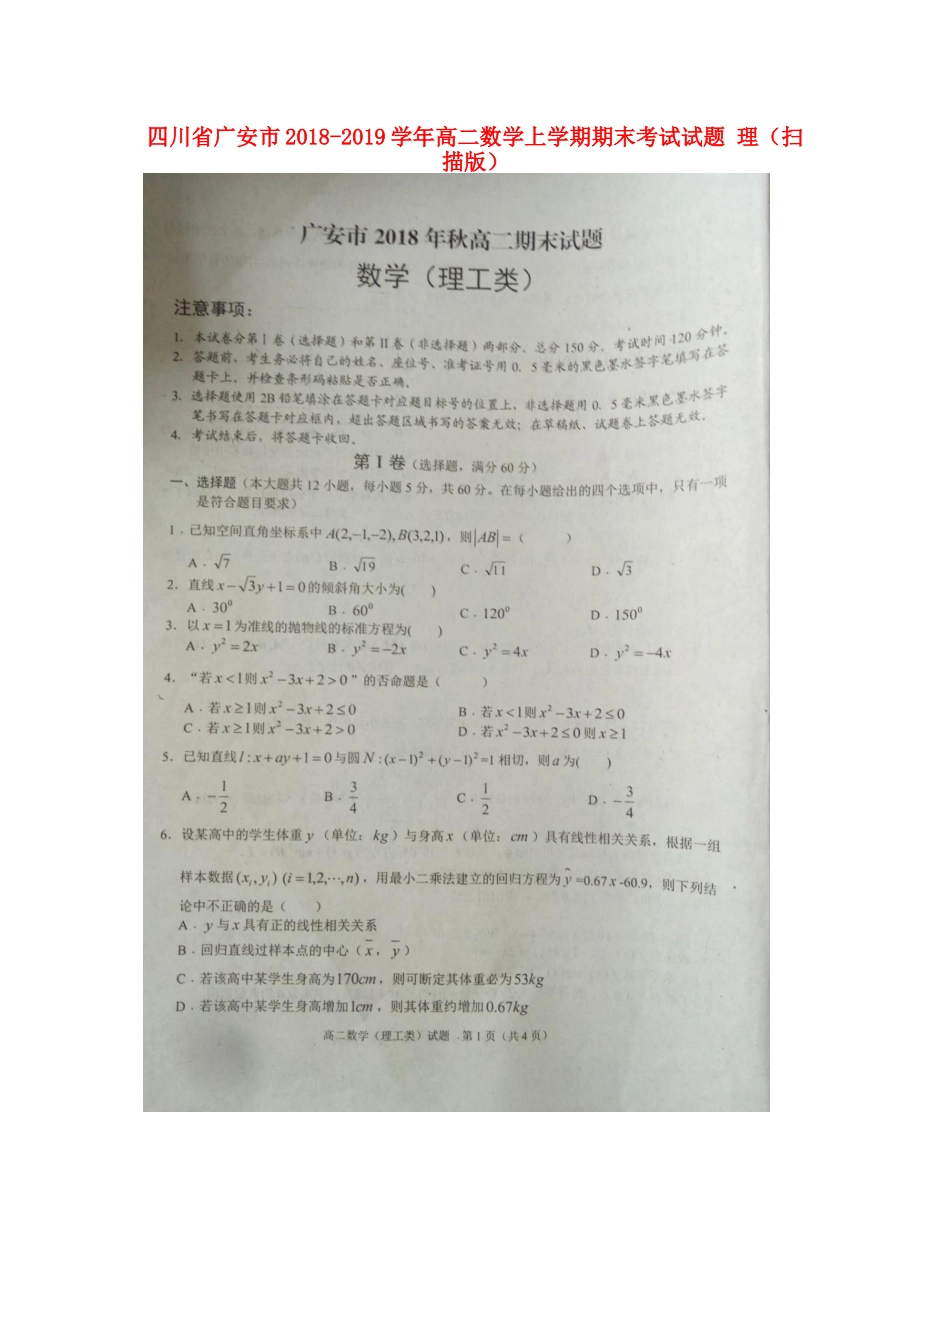 四川省广安市2018-2019学年高二数学上学期期末考试试题 理（扫
描版）
广安市2018年秋高二期末试题
数学（理工类）
注意事项：
1. 本试卷分第Ⅰ卷（选择题）和第Ⅱ卷（非选择题）两部分。总分150分。考试时间120分钟。
2. 答题前，考生务必将自己的姓名、座位号、准考证号用0.5毫米的黑色墨水签字笔填写在答
题卡上。并检查条形码粘贴是否正确。
3. 选择题使用2B铅笔填涂在答题卡对应题目标号的位置上，非选择题用0.5毫米黑色墨水签字
笔书写在答题卡对应框内，超出答题区域书写的答案无效；在草稿纸、试题卷上答题无效。
4. 考试结束后，将答题卡收回。
第Ⅰ卷（选择题，满分60分）
一、选择题（本大题共12小题，每小题5分，共60分。在每小题给出的四个选项中，只有一项
是符合题目要求）
1．已知空间直角坐标系中A(2,−1,−2), B(3,2,1)，则|AB|=（ ）
A．√7 B．√19 C．√11 D．√3
2．直线x−√3y+1=0的倾斜角大小为( )
A．30⁰ B．60⁰ C．120⁰ D．150⁰
3．以x=1为准线的抛物线的标准方程为( )
A．y²=2x B．y²=−2x C．y²=4x D．y²=−4x
4．“若x<1则x²−3x+2>0”的否命题是（ ）
A．若x≥1则x²−3x+2≤0 B．若x<1则x²−3x+2≤0
C．若x≥1则x²−3x+2>0 D．若x²−3x+2≤0则x≥1
5．已知直线l:x+ay+1=0与圆N:(x−1)²+(y−1)²=1相切，则a为( )
A．−1/2 B．3/4 C．1/2 D．−3/4
6．设某高中的学生体重y（单位：kg）与身高x（单位：cm）具有线性相关关系，根据一组
样本数据(xᵢ,yᵢ)(i=1,2,⋯,n)，用最小二乘法建立的回归方程为ŷ=0.67x-60.9，则下列结
论中不正确的是（ ）
A．y与x具有正的线性相关关系
B．回归直线过样本点的中心（x̄，ȳ）
C．若该高中某学生身高为170cm，则可断定其体重必为53kg
D．若该高中某学生身高增加1cm，则其体重约增加0.67kg
高二数学（理工类）试题 第1页（共4页）